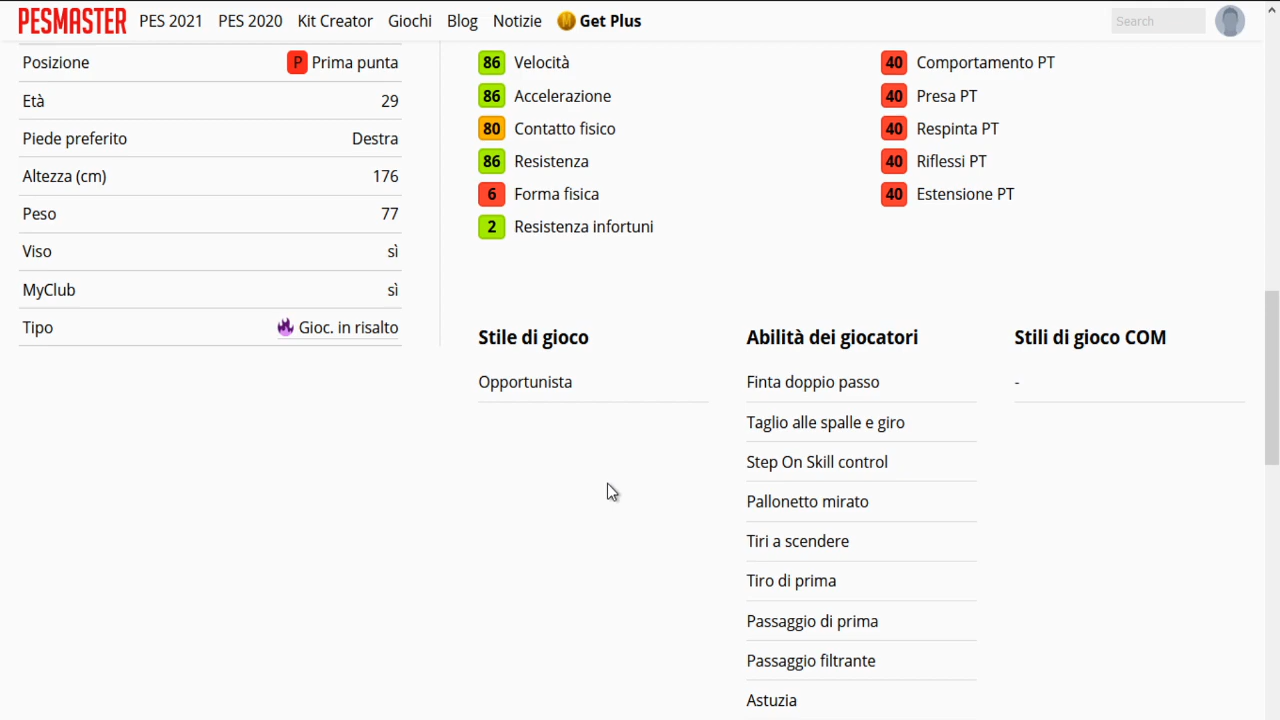 PESMASTER PES 2021 PES 2020 Kit Creator Giochi Blog Notizie Get Plus Search
Posizione P Prima punta
Età 29
Piede preferito Destra
Altezza (cm) 176
Peso 77
Viso sì
MyClub sì
Tipo Gioc. in risalto
86 Velocità
86 Accelerazione
80 Contatto fisico
86 Resistenza
6 Forma fisica
2 Resistenza infortuni
40 Comportamento PT
40 Presa PT
40 Respinta PT
40 Riflessi PT
40 Estensione PT
Stile di gioco
Opportunista
Abilità dei giocatori
Finta doppio passo
Taglio alle spalle e giro
Step On Skill control
Pallonetto mirato
Tiri a scendere
Tiro di prima
Passaggio di prima
Passaggio filtrante
Astuzia
Stili di gioco COM
-